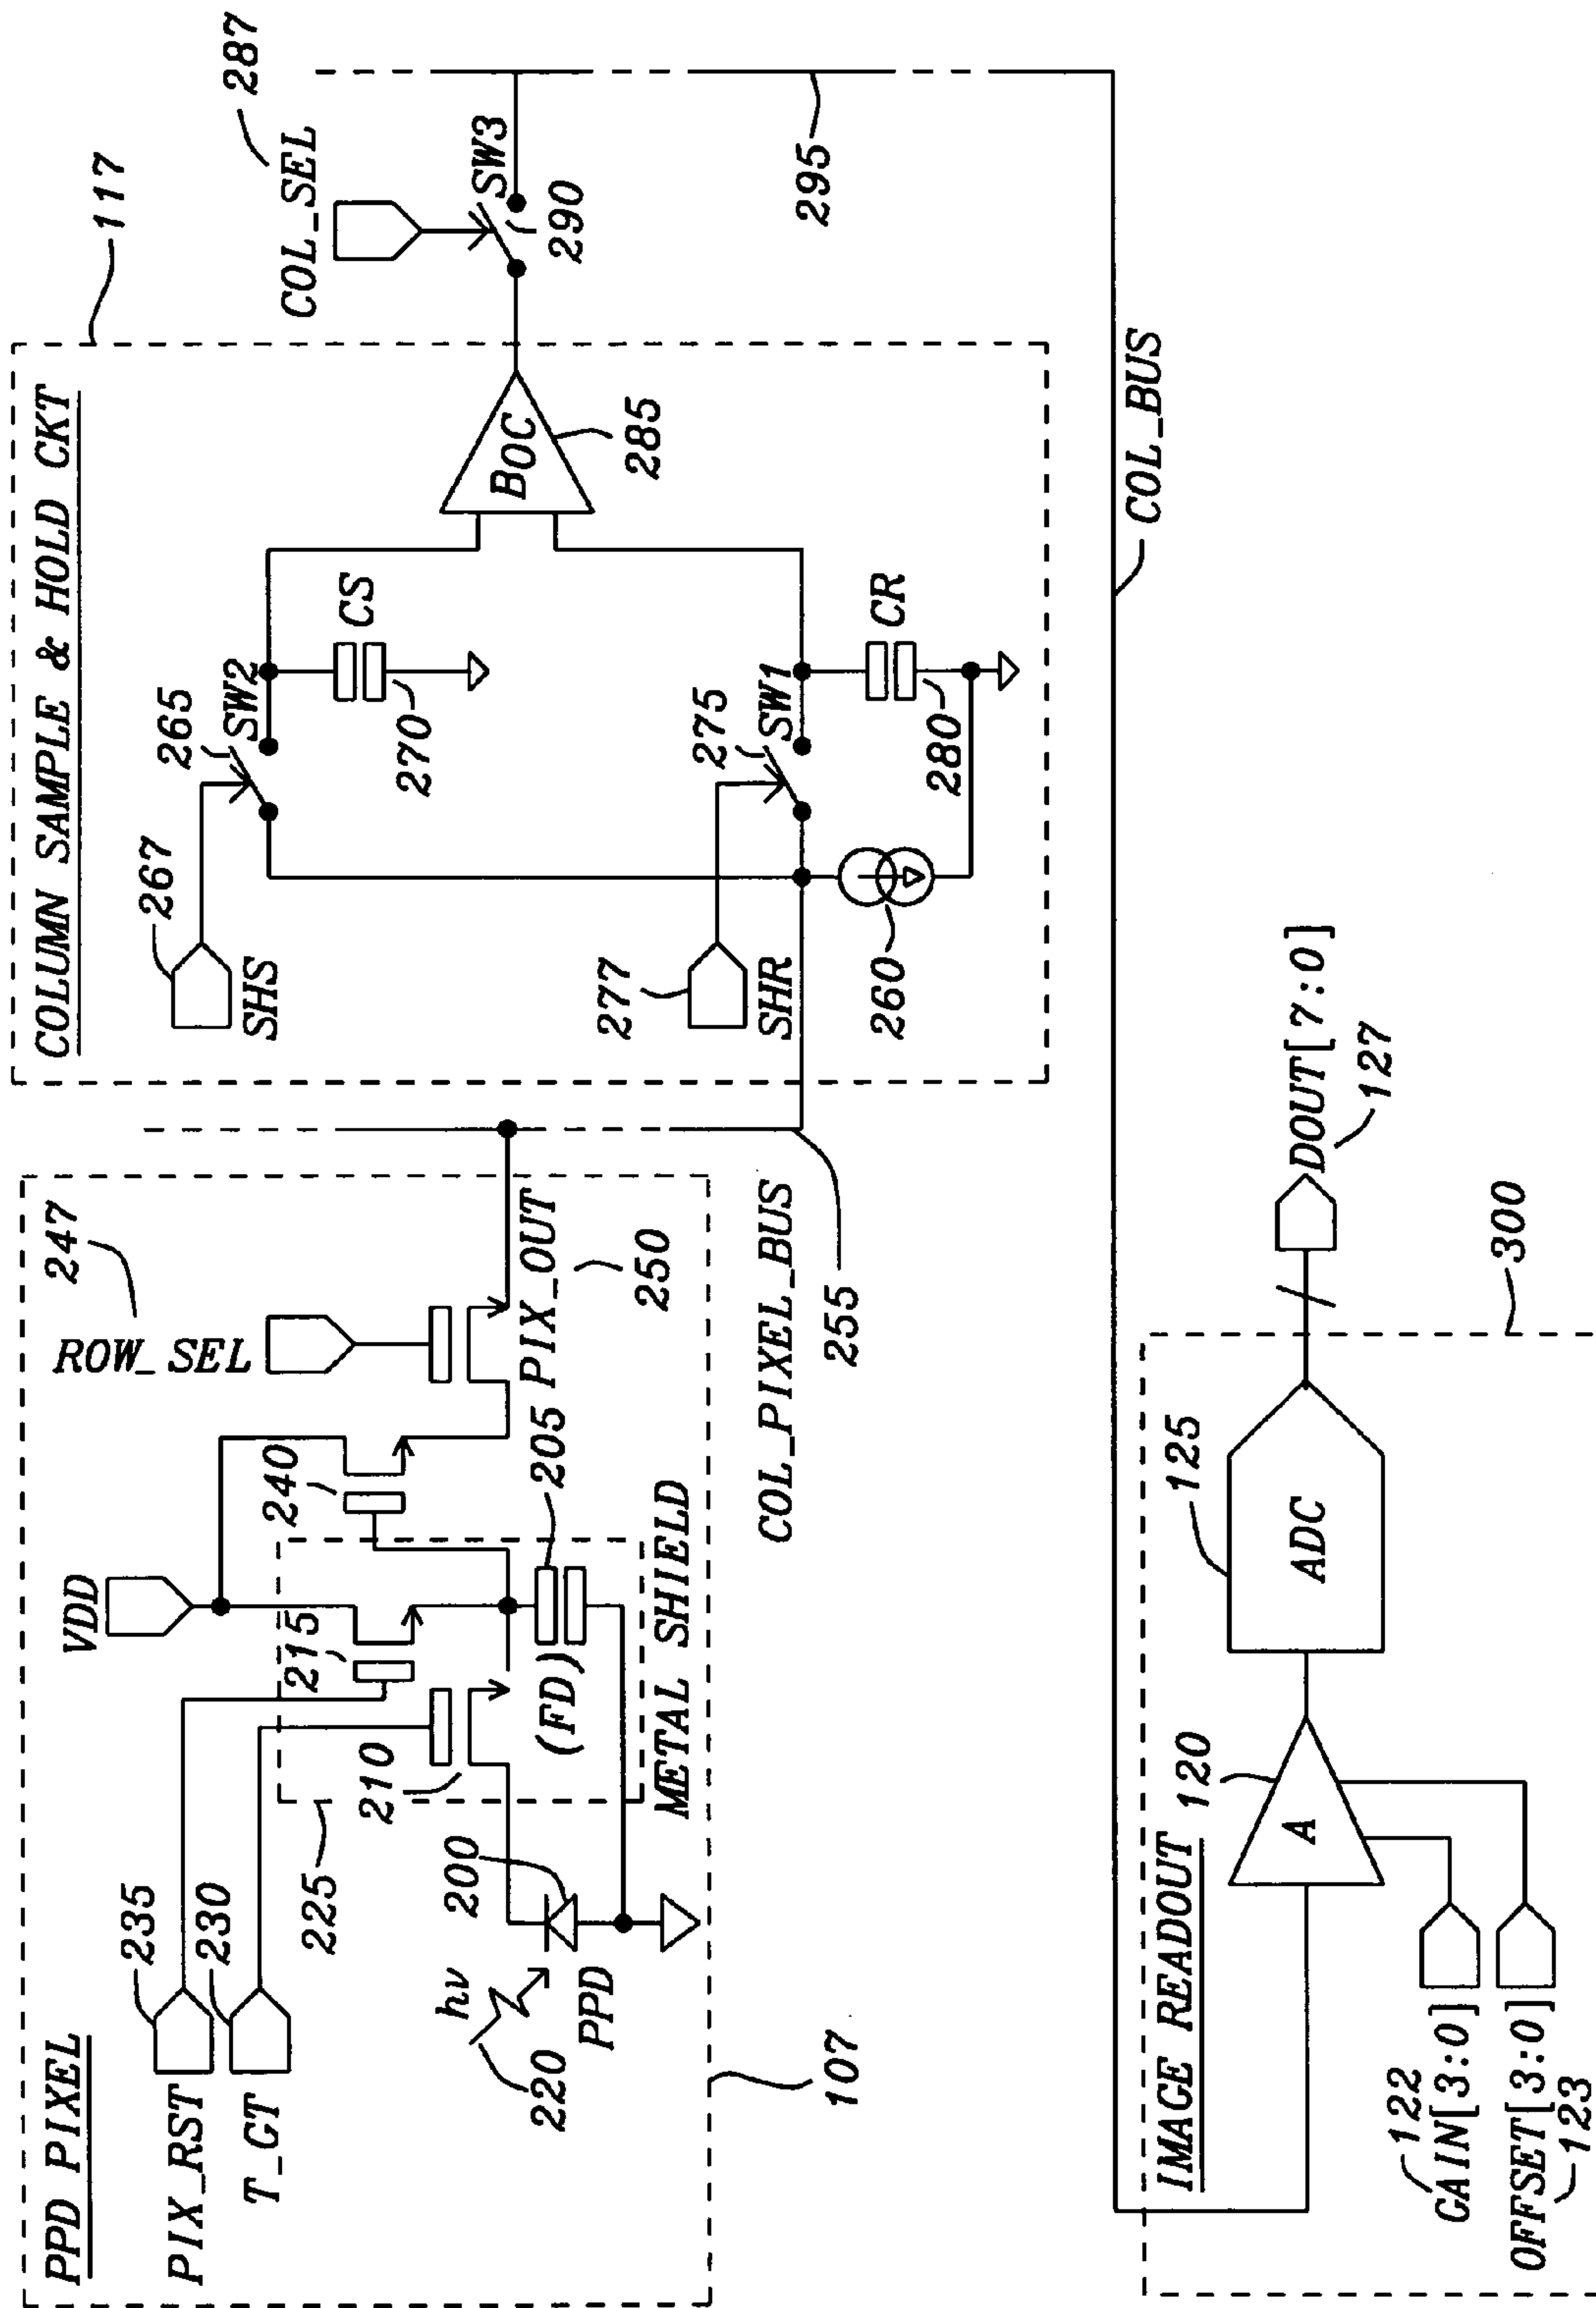 PPD PIXEL
PIX_RST
235
T_GT
230
225
VDD
215
240
247
ROW_SEL
210
hν
220
200
PPD
(FD)
205
PIX_OUT
250
METAL SHIELD
107
COL_PIXEL_BUS
255
COLUMN SAMPLE & HOLD CKT
117
267
SHS
265
SW2
CS
270
277
SHR
275
SW1
CR
280
260
BOC
285
COL_SEL
287
SW3
290
295
COL_BUS
IMAGE READOUT
120
A
125
ADC
300
DOUT[7:0]
127
122
GAIN[3:0]
OFFSET[3:0]
123